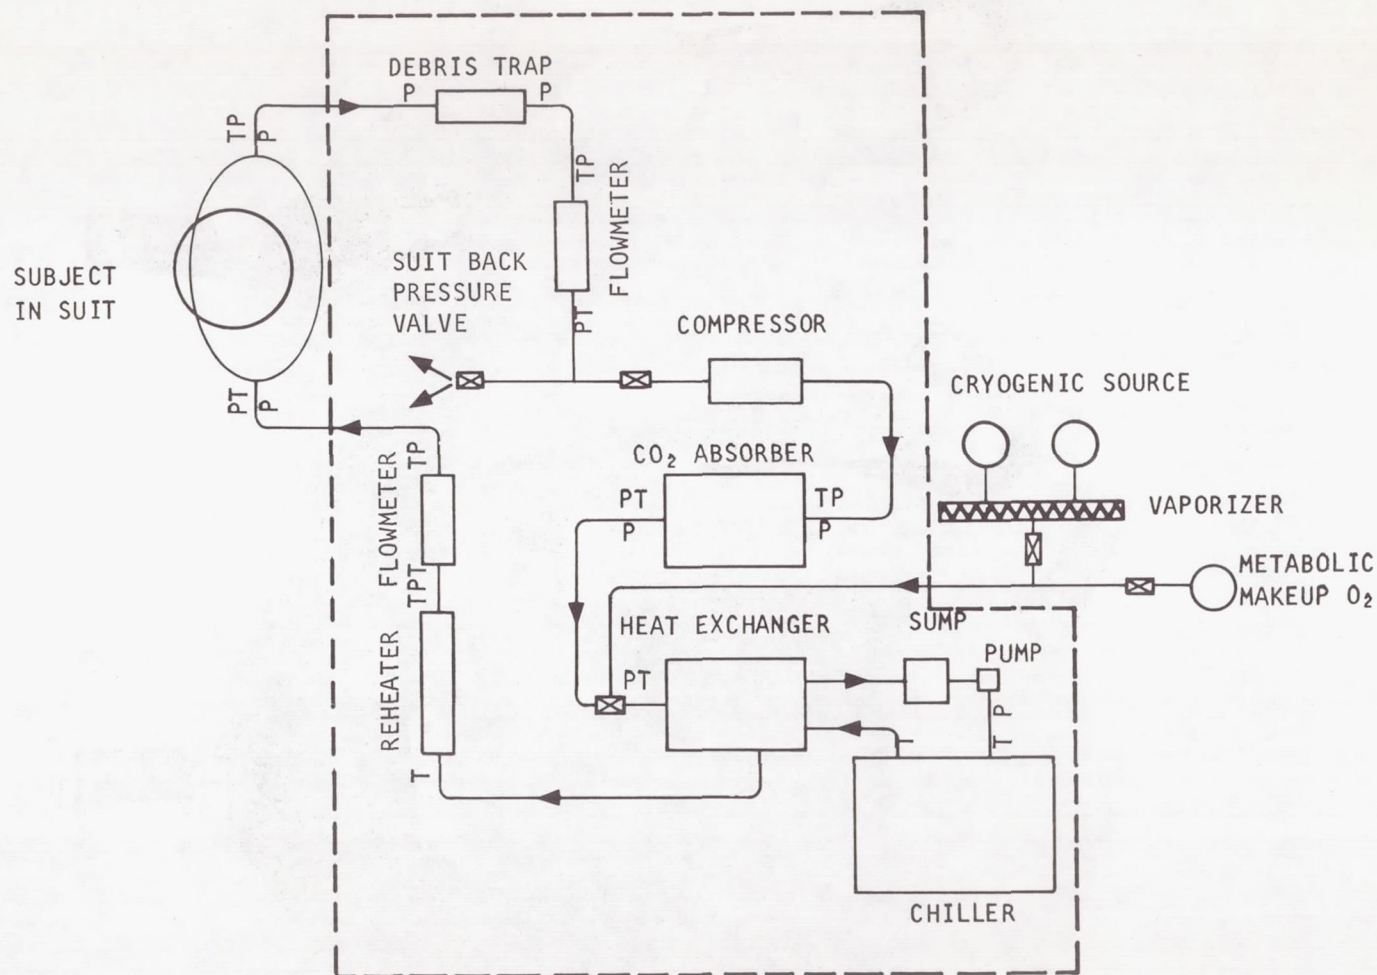 DEBRIS TRAP
P
P
TP
P
TP
FLOWMETER
PT
SUBJECT
IN SUIT
SUIT BACK
PRESSURE
VALVE
COMPRESSOR
CRYOGENIC SOURCE
PT
P
TP
CO₂ ABSORBER
PT
P
TP
P
VAPORIZER
FLOWMETER
TPT
METABOLIC
MAKEUP O₂
HEAT EXCHANGER
SUMP
PUMP
PT
P
T
T
REHEATER
T
CHILLER